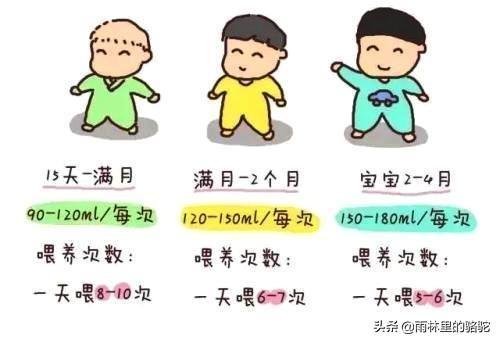 15天-满月
90-120ml/每次
喂养次数:
一天喂8-10次
满月-2个月
120-150ml/每次
喂养次数:
一天喂6-7次
宝宝2-4月
150-180ml/每次
喂养次数:
一天喂5-6次
头条@雨林里的骆驼